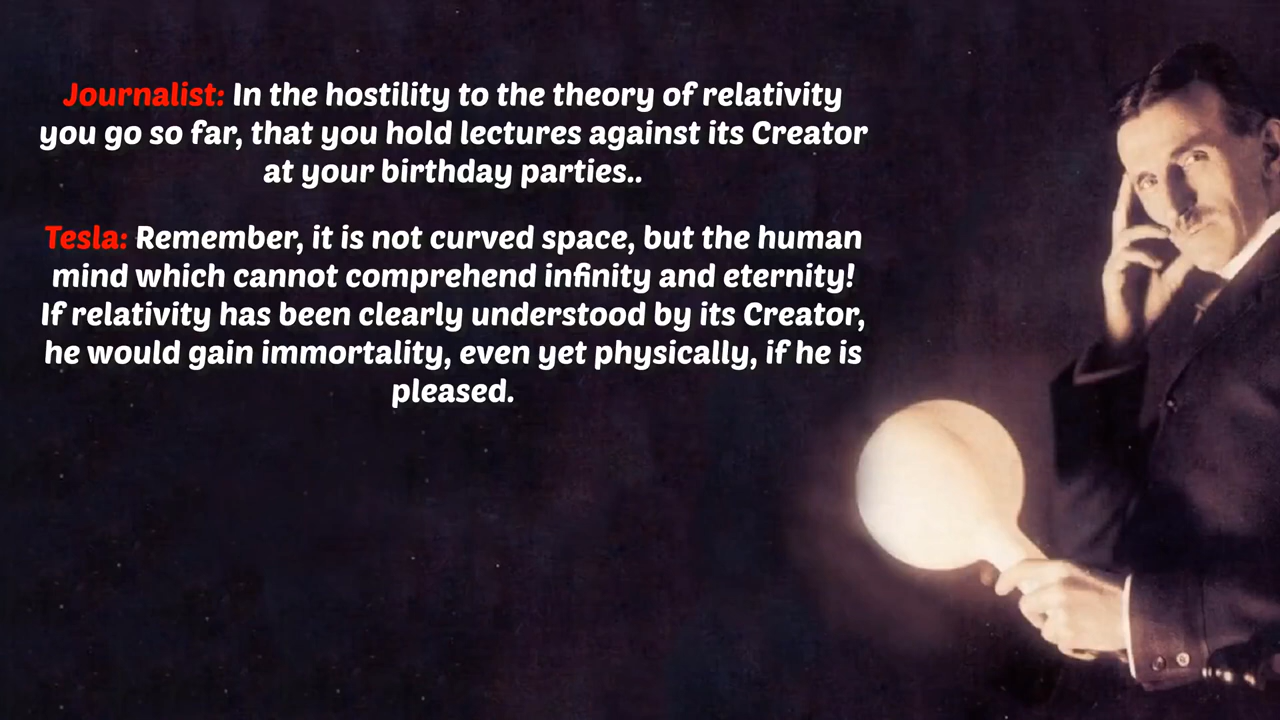 Journalist: In the hostility to the theory of relativity
you go so far, that you hold lectures against its Creator
at your birthday parties..
Tesla: Remember, it is not curved space, but the human
mind which cannot comprehend infinity and eternity!
If relativity has been clearly understood by its Creator,
he would gain immortality, even yet physically, if he is
pleased.